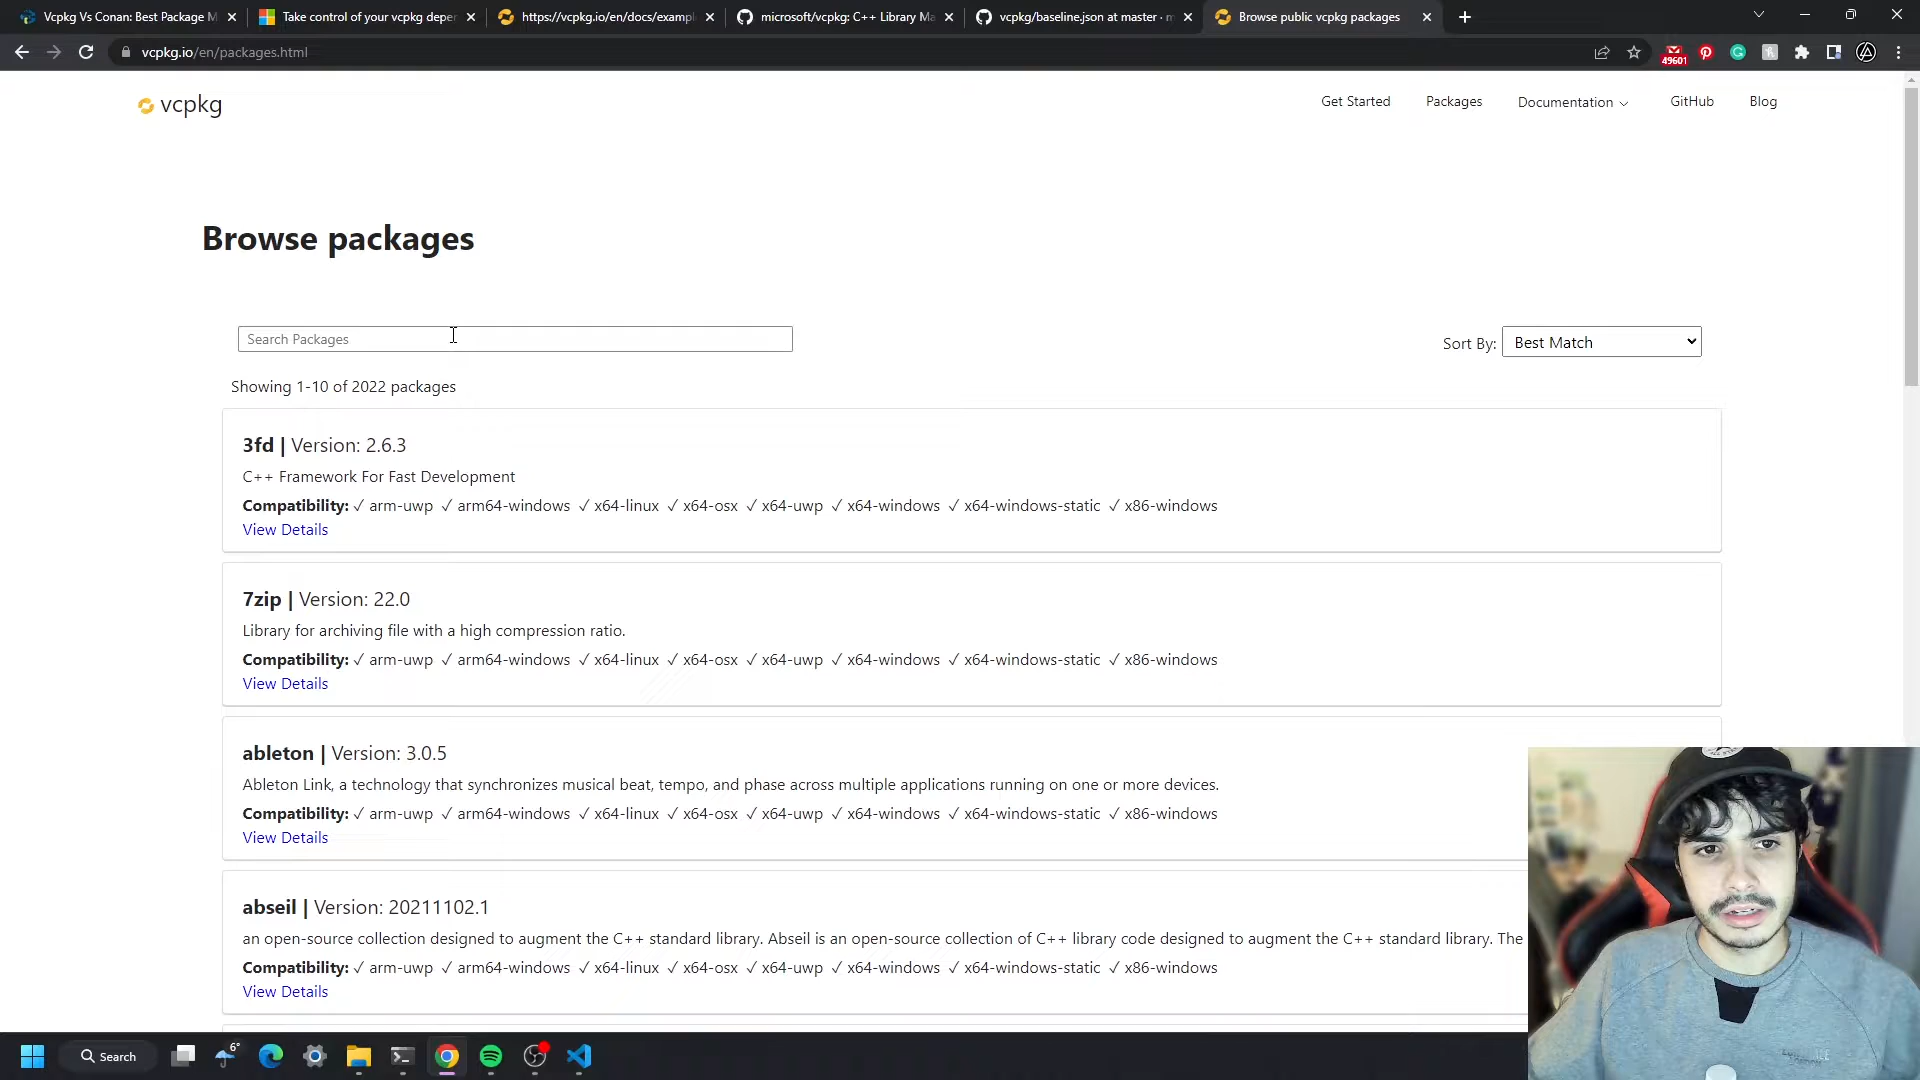 Vcpkg Vs Conan: Best Package M
Take control of your vcpkg deper
https://vcpkg.io/en/docs/exampl
microsoft/vcpkg: C++ Library Ma
vcpkg/baseline.json at master · m
Browse public vcpkg packages
vcpkg.io/en/packages.html
49601
vcpkg
Get Started
Packages
Documentation
GitHub
Blog
Browse packages
Search Packages
Sort By: Best Match
Showing 1-10 of 2022 packages
3fd | Version: 2.6.3
C++ Framework For Fast Development
Compatibility: ✓ arm-uwp ✓ arm64-windows ✓ x64-linux ✓ x64-osx ✓ x64-uwp ✓ x64-windows ✓ x64-windows-static ✓ x86-windows
View Details
7zip | Version: 22.0
Library for archiving file with a high compression ratio.
Compatibility: ✓ arm-uwp ✓ arm64-windows ✓ x64-linux ✓ x64-osx ✓ x64-uwp ✓ x64-windows ✓ x64-windows-static ✓ x86-windows
View Details
ableton | Version: 3.0.5
Ableton Link, a technology that synchronizes musical beat, tempo, and phase across multiple applications running on one or more devices.
Compatibility: ✓ arm-uwp ✓ arm64-windows ✓ x64-linux ✓ x64-osx ✓ x64-uwp ✓ x64-windows ✓ x64-windows-static ✓ x86-windows
View Details
abseil | Version: 20211102.1
an open-source collection designed to augment the C++ standard library. Abseil is an open-source collection of C++ library code designed to augment the C++ standard library. The
Compatibility: ✓ arm-uwp ✓ arm64-windows ✓ x64-linux ✓ x64-osx ✓ x64-uwp ✓ x64-windows ✓ x64-windows-static ✓ x86-windows
View Details
Search
6°